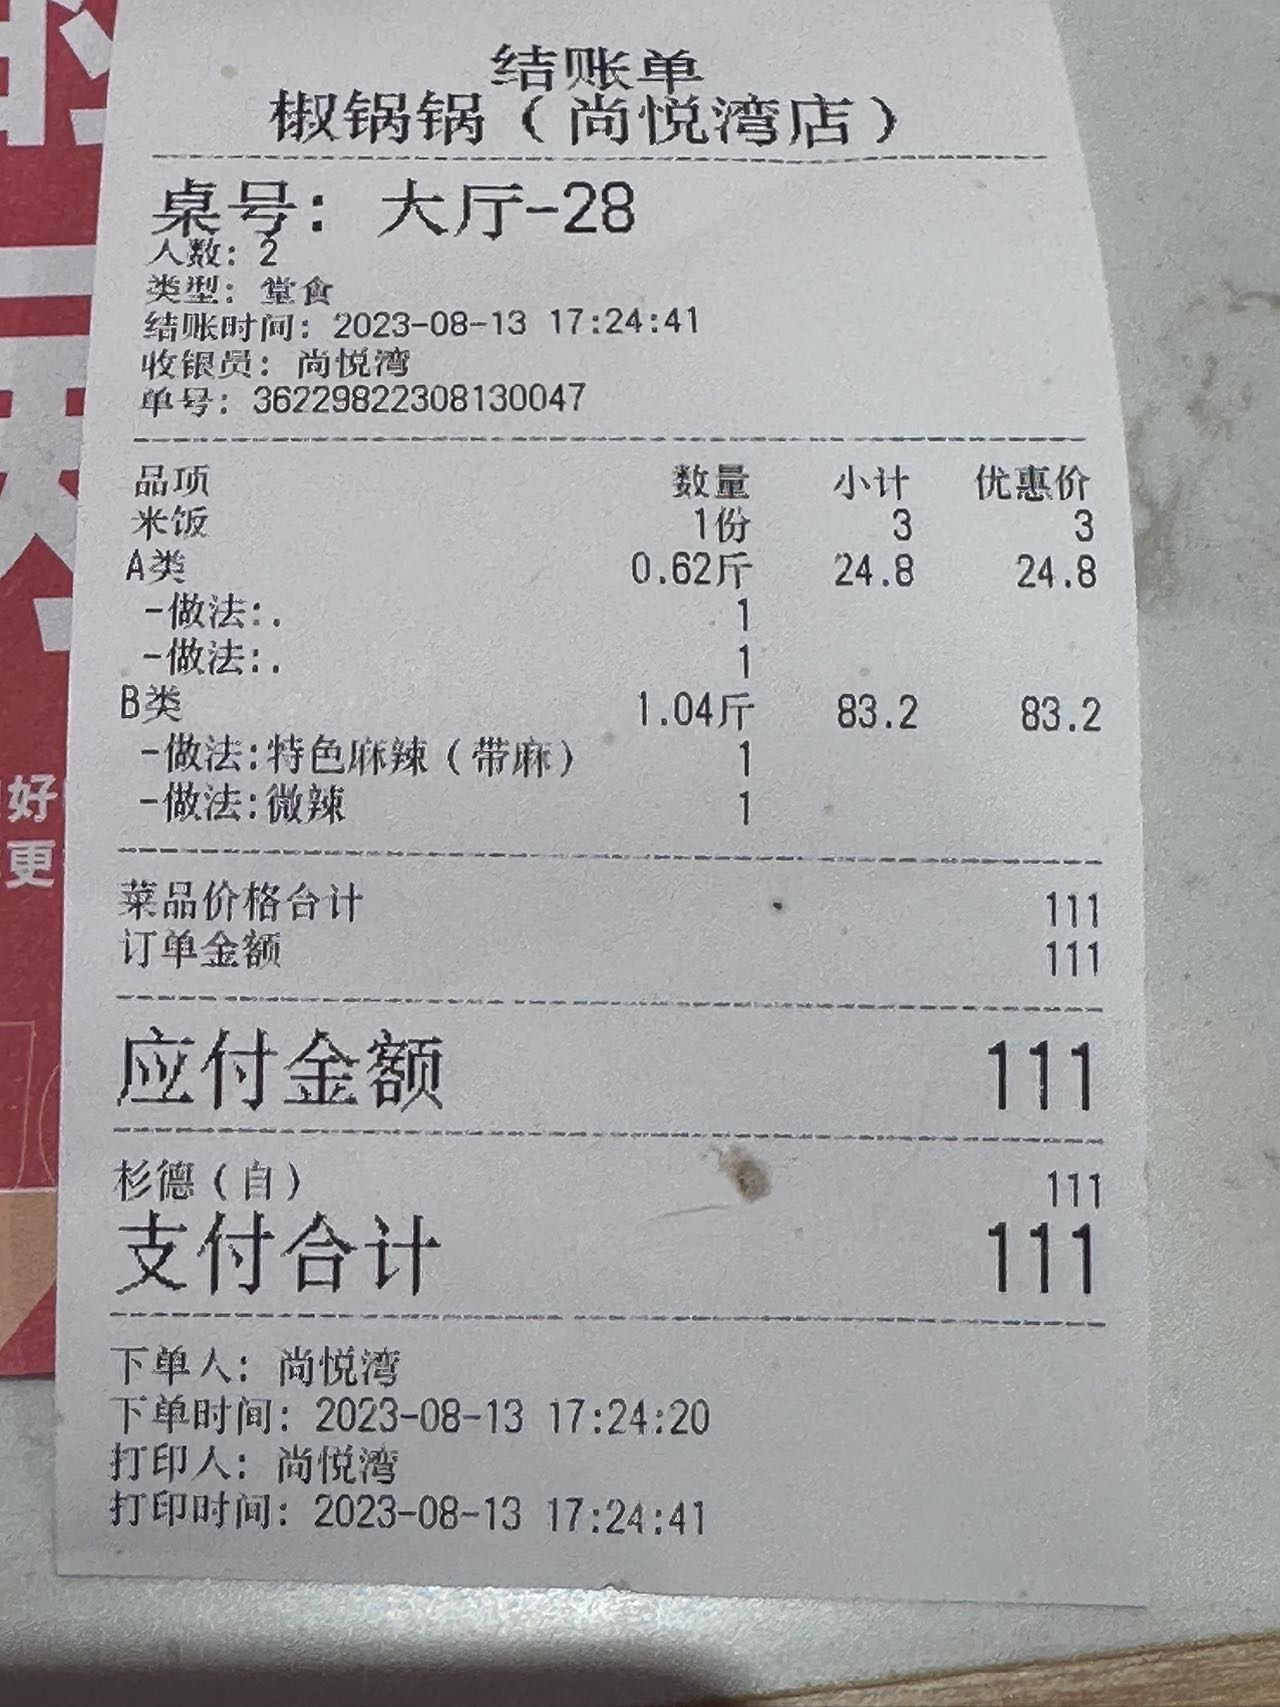 结账单
椒锅锅（尚悦湾店）
桌号: 大厅-28
人数: 2
类型: 堂食
结账时间: 2023-08-13 17:24:41
收银员: 尚悦湾
单号: 36229822308130047
品项 数量 小计 优惠价
米饭 1份 3 3
A类 0.62斤 24.8 24.8
-做法:. 1
-做法:. 1
B类 1.04斤 83.2 83.2
-做法:特色麻辣（带麻） 1
-做法:微辣 1
菜品价格合计 111
订单金额 111
应付金额 111
杉德（自） 111
支付合计 111
下单人: 尚悦湾
下单时间: 2023-08-13 17:24:20
打印人: 尚悦湾
打印时间: 2023-08-13 17:24:41
好
更